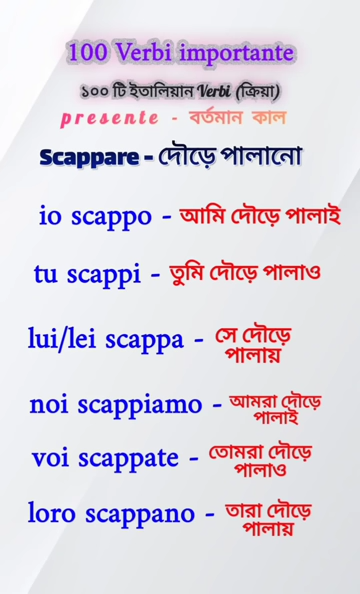 100 Verbi importante
১০০ টি ইতালিয়ান Verbi (ক্রিয়া)
presente - বর্তমান কাল
Scappare - দৌড়ে পালানো
io scappo - আমি দৌড়ে পালাই
tu scappi - তুমি দৌড়ে পালাও
lui/lei scappa - সে দৌড়ে
পালায়
noi scappiamo - আমরা দৌড়ে
পালাই
voi scappate - তোমরা দৌড়ে
পালাও
loro scappano - তারা দৌড়ে
পালায়